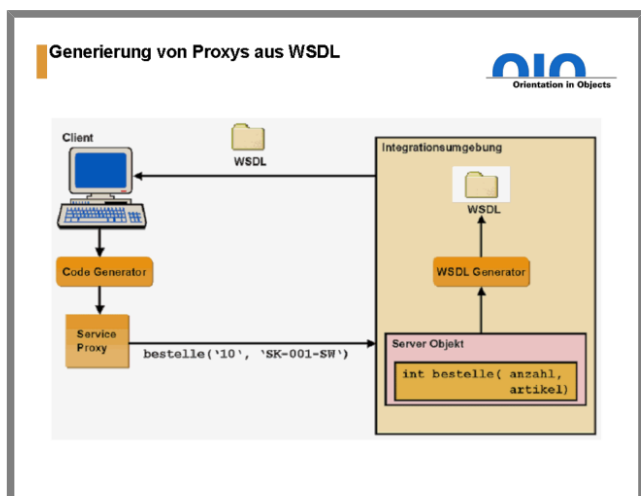 Generierung von Proxys aus WSDL
Orientation in Objects
Client
WSDL
Integrationsumgebung
WSDL
Code Generator
WSDL Generator
Service
Proxy
bestelle('10', 'SK-001-SW')
Server Objekt
int bestelle( anzahl,
artikel)